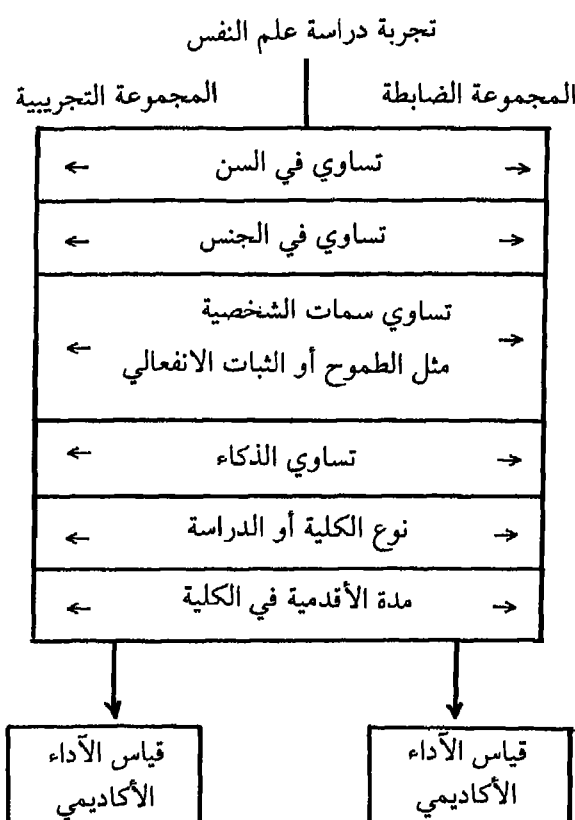 تجربة دراسة علم النفس
المجموعة الضابطة
المجموعة التجريبية
تساوي في السن
تساوي في الجنس
تساوي سمات الشخصية
مثل الطموح أو الثبات الانفعالي
تساوي الذكاء
نوع الكلية أو الدراسة
مدة الأقدمية في الكلية
قياس الآداء
الأكاديمي
قياس الآداء
الأكاديمي